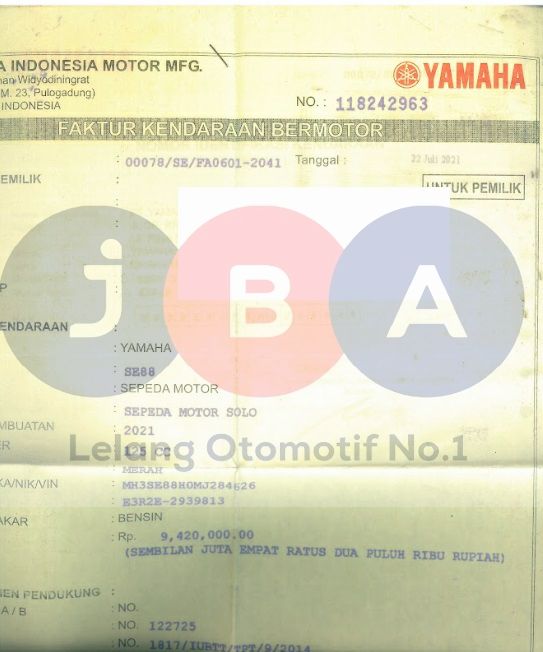 A INDONESIA MOTOR MFG.
man Widyodiningrat
M. 23, Pulogadung)
INDONESIA
YAMAHA
NO. : 118242963
FAKTUR KENDARAAN BERMOTOR
: 00078/SE/FA0601-2041 Tanggal : 22 Juli 2021
EMILIK
UNTUK PEMILIK
JBA
P
ENDARAAN :
: YAMAHA
: SE88
: SEPEDA MOTOR
: SEPEDA MOTOR SOLO
MBUATAN : 2021
ER : 125 CC
Lelang Otomotif No.1
: MERAH
KA/NIK/VIN : MH3SE88H0MJ284626
: E3R2E-2939813
AKAR : BENSIN
: Rp. 9,420,000.00
(SEMBILAN JUTA EMPAT RATUS DUA PULUH RIBU RUPIAH)
EN PENDUKUNG :
A / B : NO.
: NO. 122725
: NO. 1817/IUBTT/TPT/9/2014